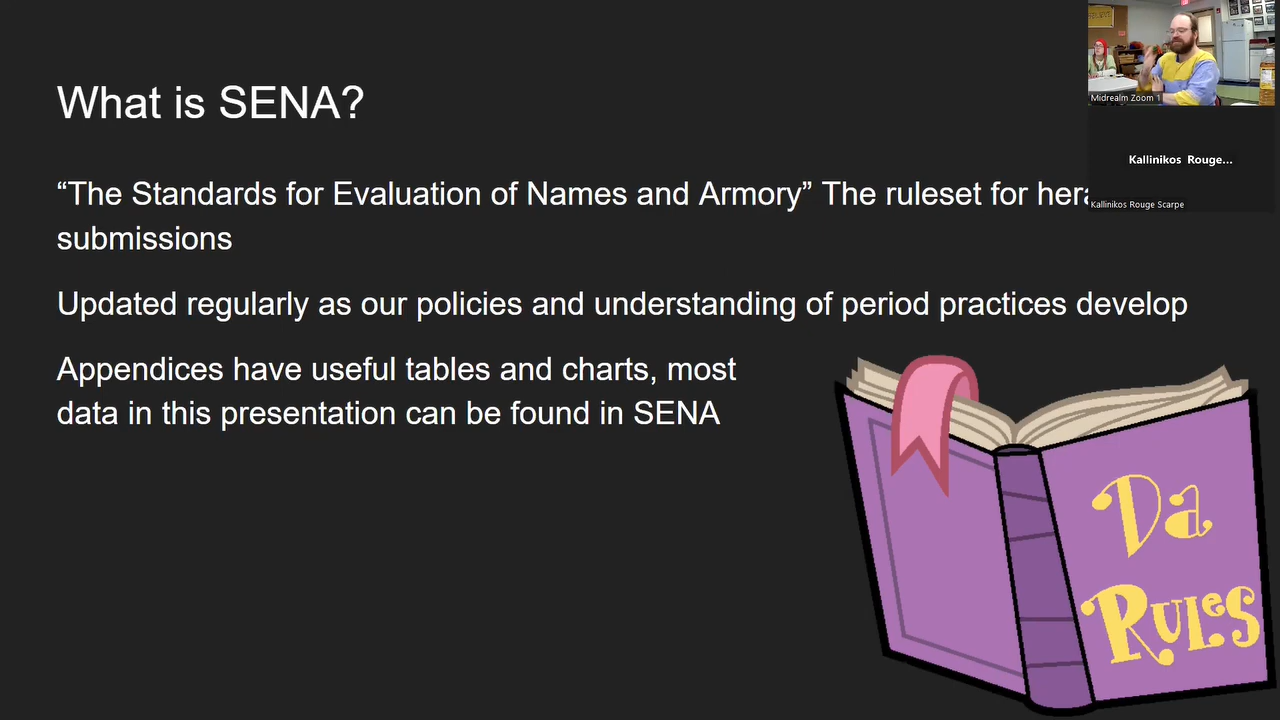 What is SENA?
“The Standards for Evaluation of Names and Armory” The ruleset for
submissions
Updated regularly as our policies and understanding of period practices develop
Appendices have useful tables and charts, most
data in this presentation can be found in SENA
Da
RuLeS
Midrealm Zoom 1
Kallinikos Rouge...
Kallinikos Rouge Scarpe